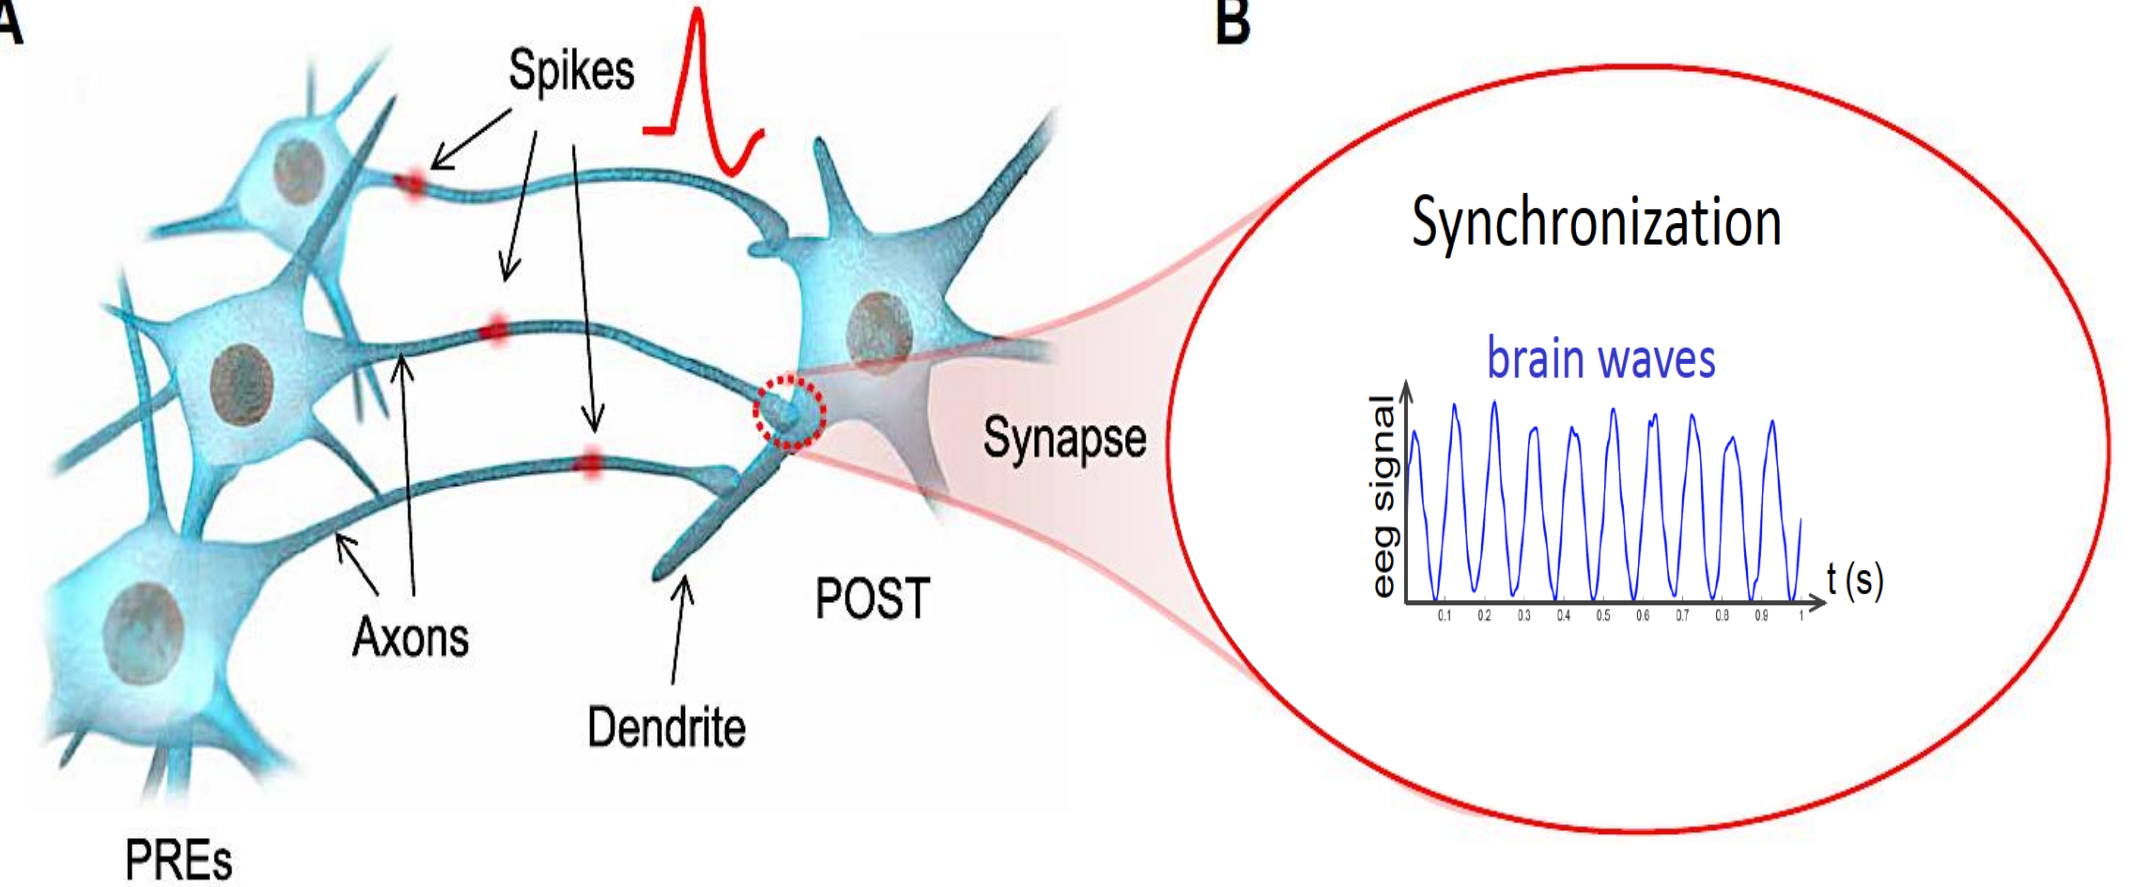 A
Spikes
Axons
Dendrite
PREs
POST
Synapse
B
Synchronization
brain waves
eeg signal
0.1 0.2 0.3 0.4 0.5 0.6 0.7 0.8 0.9 1
t (s)